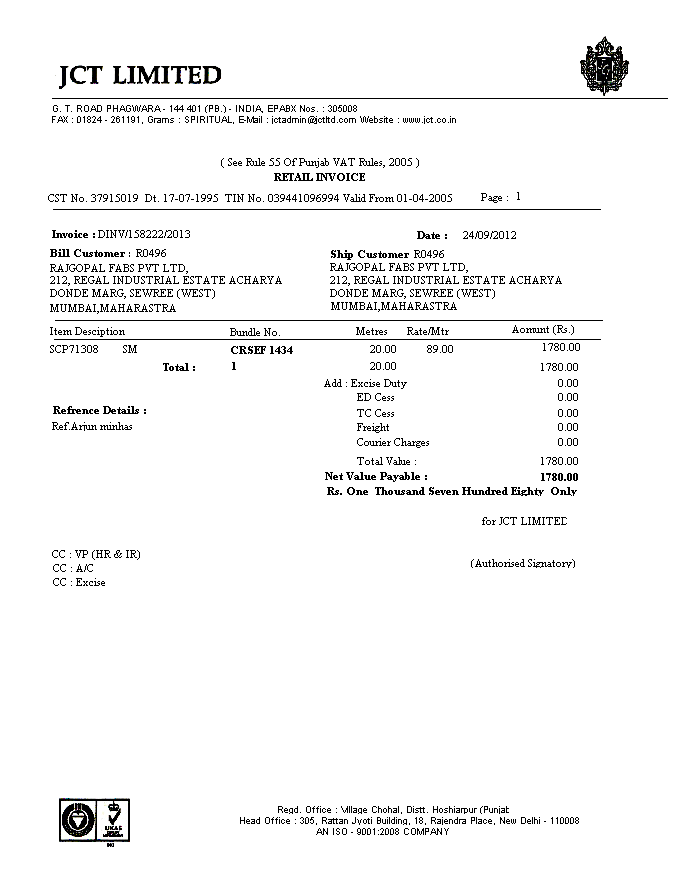 JCT LIMITED
G. T. ROAD PHAGWARA - 144 401 (PB.) - INDIA, EPABX Nos. : 305008
FAX : 01824 - 261191, Grams : SPIRITUAL, E-Mail : jctadmin@jctltd.com Website : www.jct.co.in
( See Rule 55 Of Punjab VAT Rules, 2005 )
RETAIL INVOICE
CST No. 37915019 Dt. 17-07-1995 TIN No. 039441096994 Valid From 01-04-2005 Page : 1
Invoice : DINV/158222/2013 Date : 24/09/2012
Bill Customer : R0496 Ship Customer R0496
RAJGOPAL FABS PVT LTD, RAJGOPAL FABS PVT LTD,
212, REGAL INDUSTRIAL ESTATE ACHARYA 212, REGAL INDUSTRIAL ESTATE ACHARYA
DONDE MARG, SEWREE (WEST) DONDE MARG, SEWREE (WEST)
MUMBAI,MAHARASTRA MUMBAI,MAHARASTRA
Item Desciption Bundle No. Metres Rate/Mtr Aomunt (Rs.)
SCP71308 SM CRSEF 1434 20.00 89.00 1780.00
Total : 1 20.00 1780.00
Add : Excise Duty 0.00
ED Cess 0.00
Refrence Details : TC Cess 0.00
Ref.Arjun minhas Freight 0.00
Courier Charges 0.00
Total Value : 1780.00
Net Value Payable : 1780.00
Rs. One Thousand Seven Hundred Eighty Only
for JCT LIMITED
CC : VP (HR & IR)
(Authorised Signatory)
CC : A/C
CC : Excise
UKAS
Regd. Office : Village Chohal, Distt. Hoshiarpur (Punjab
Head Office : 305, Rattan Jyoti Building, 18, Rajendra Place, New Delhi - 110008
AN ISO - 9001:2008 COMPANY